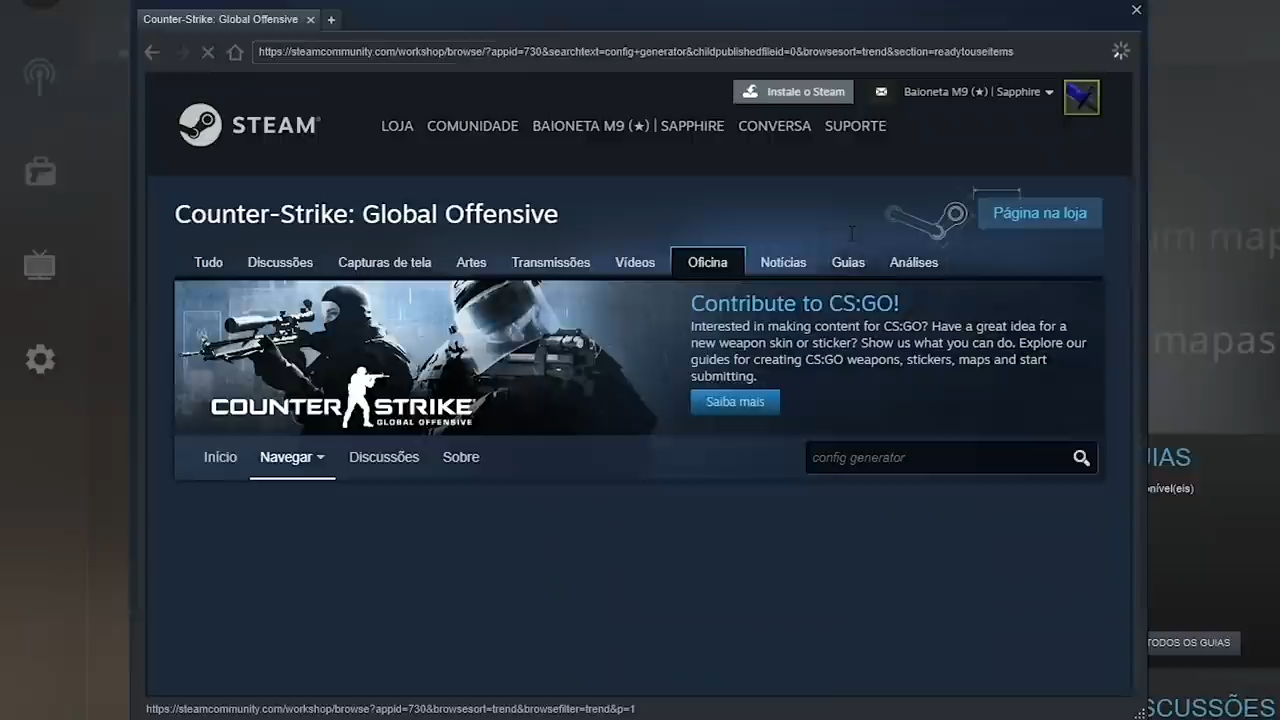 Counter-Strike: Global Offensive
https://steamcommunity.com/workshop/browse/?appid=730&searchtext=config+generator&childpublishedfileid=0&browsesort=trend&section=readytouseitems
Instale o Steam
Baioneta M9 (★) | Sapphire
STEAM
LOJA COMUNIDADE BAIONETA M9 (★) | SAPPHIRE CONVERSA SUPORTE
Counter-Strike: Global Offensive
Página na loja
um map
Tudo Discussões Capturas de tela Artes Transmissões Vídeos Oficina Notícias Guias Análises
Contribute to CS:GO!
Interested in making content for CS:GO? Have a great idea for a
new weapon skin or sticker? Show us what you can do. Explore our
guides for creating CS:GO weapons, stickers, maps and start
submitting.
mapas
Saiba mais
COUNTER STRIKE
GLOBAL OFFENSIVE
Início Navegar Discussões Sobre
config generator
UIAS
onível(eis)
TODOS OS GUIAS
https://steamcommunity.com/workshop/browse?appid=730&browsesort=trend&browsefilter=trend&p=1
SCUSSÕES